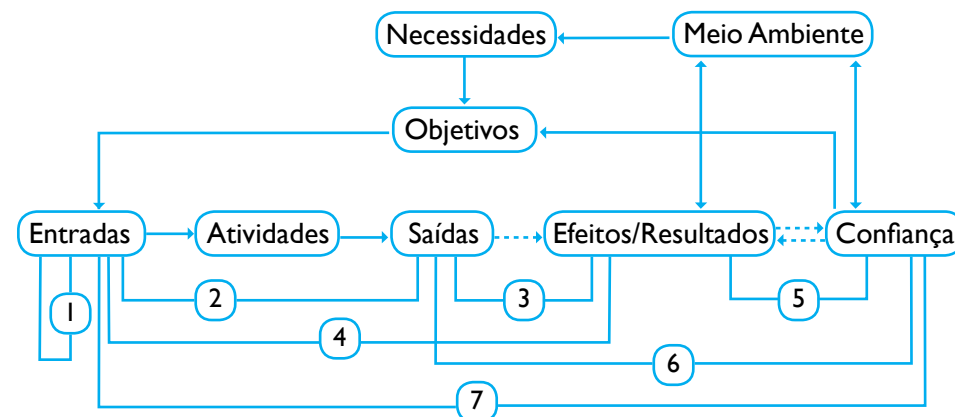 Necessidades
Meio Ambiente
Objetivos
Entradas
Atividades
Saídas
Efeitos/Resultados
Confiança
1
2
3
4
5
6
7